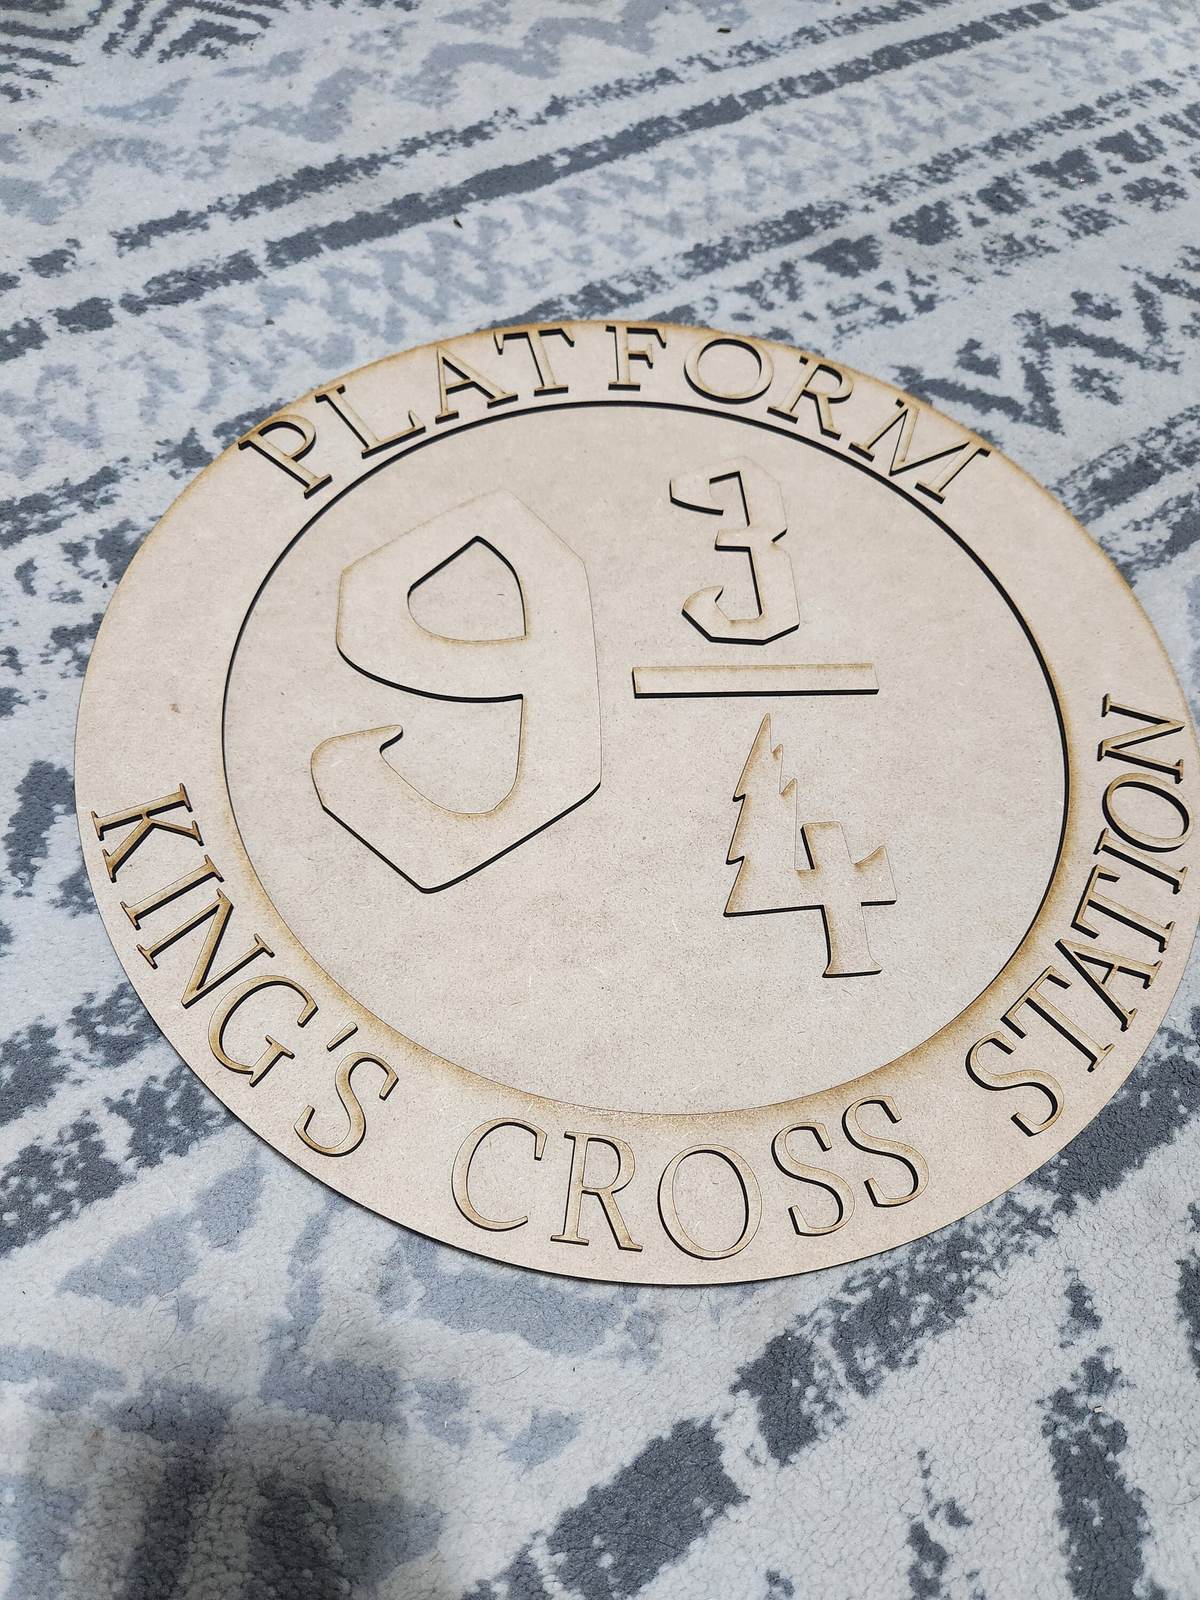 PLATFORM
9 3/4
KING'S CROSS STATION